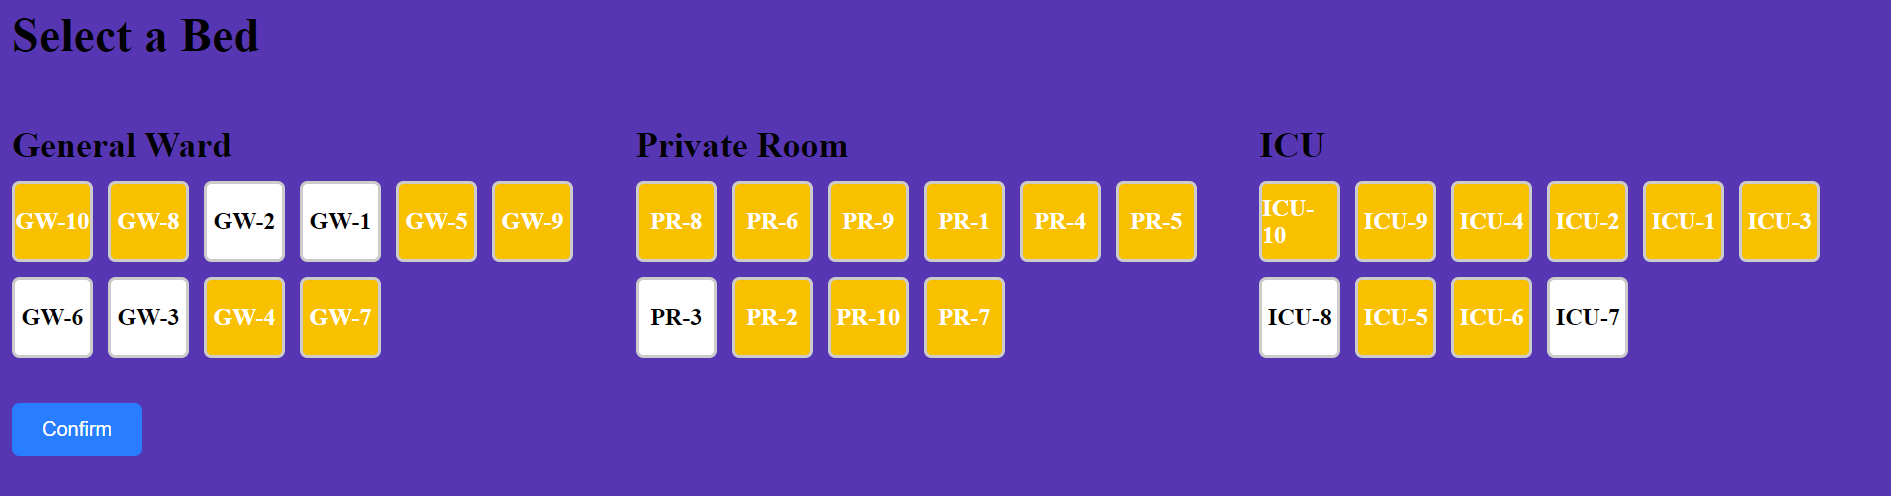 Select a Bed
General Ward
GW-10 GW-8 GW-2 GW-1 GW-5 GW-9
GW-6 GW-3 GW-4 GW-7
Private Room
PR-8 PR-6 PR-9 PR-1 PR-4 PR-5
PR-3 PR-2 PR-10 PR-7
ICU
ICU-10 ICU-9 ICU-4 ICU-2 ICU-1 ICU-3
ICU-8 ICU-5 ICU-6 ICU-7
Confirm